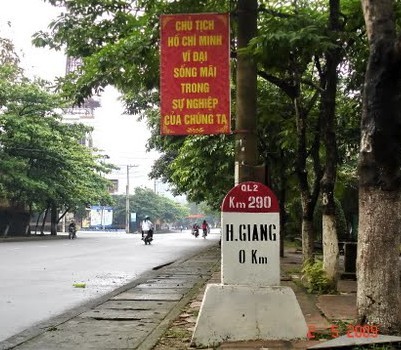 CHỦ TỊCH
HỒ CHÍ MINH
VĨ ĐẠI
SỐNG MÃI
TRONG
SỰ NGHIỆP
CỦA CHÚNG TA
QL2
Km 290
H.GIANG
0 Km
2009